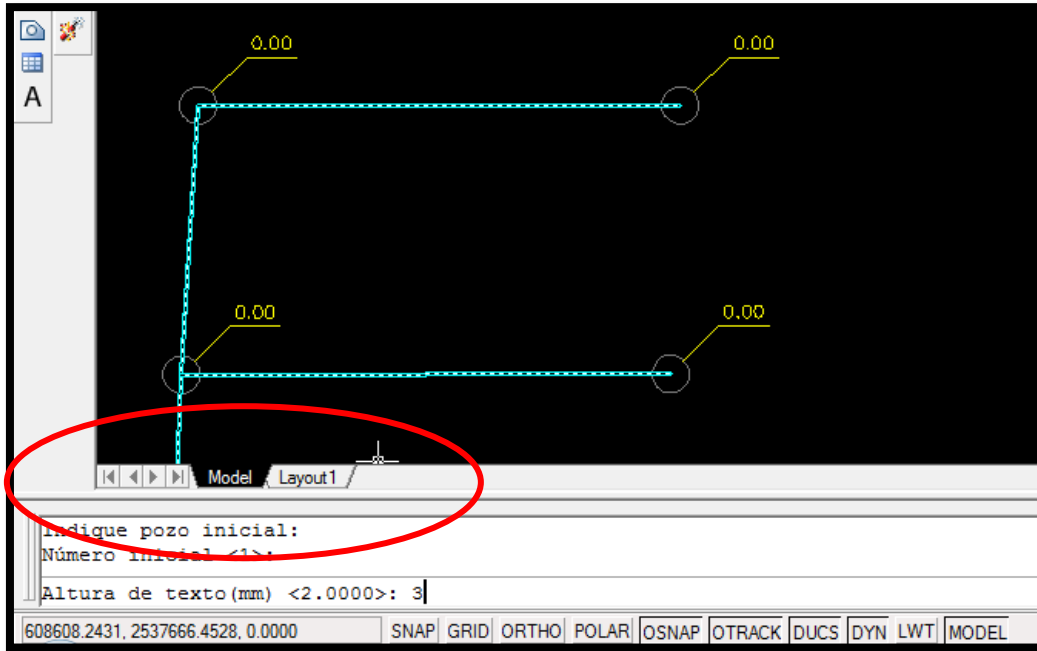 0.00 0.00
A
0.00 0.00
Model Layout1
Indique pozo inicial:
Número inicial <1>:
Altura de texto(mm) <2.0000>: 3
608608.2431, 2537666.4528, 0.0000 SNAP GRID ORTHO POLAR OSNAP OTRACK DUCS DYN LWT MODEL